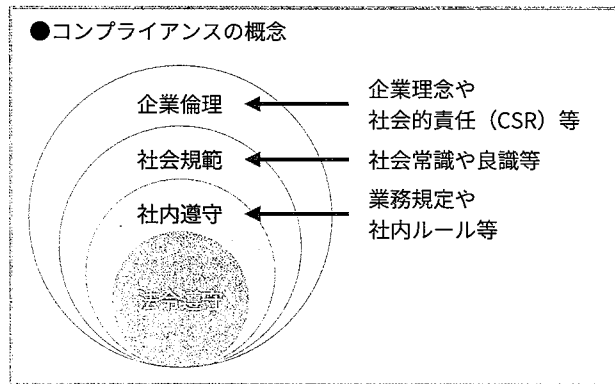 ●コンプライアンスの概念
企業倫理
企業理念や
社会的責任（CSR）等
社会規範
社会常識や良識等
社内遵守
業務規定や
社内ルール等
法令遵守